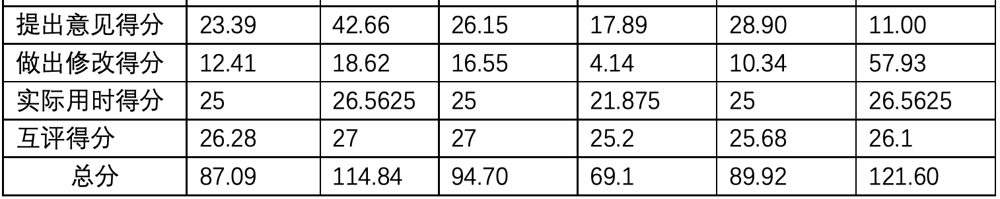 提出意见得分 23.39 42.66 26.15 17.89 28.90 11.00
做出修改得分 12.41 18.62 16.55 4.14 10.34 57.93
实际用时得分 25 26.5625 25 21.875 25 26.5625
互评得分 26.28 27 27 25.2 25.68 26.1
总分 87.09 114.84 94.70 69.1 89.92 121.60